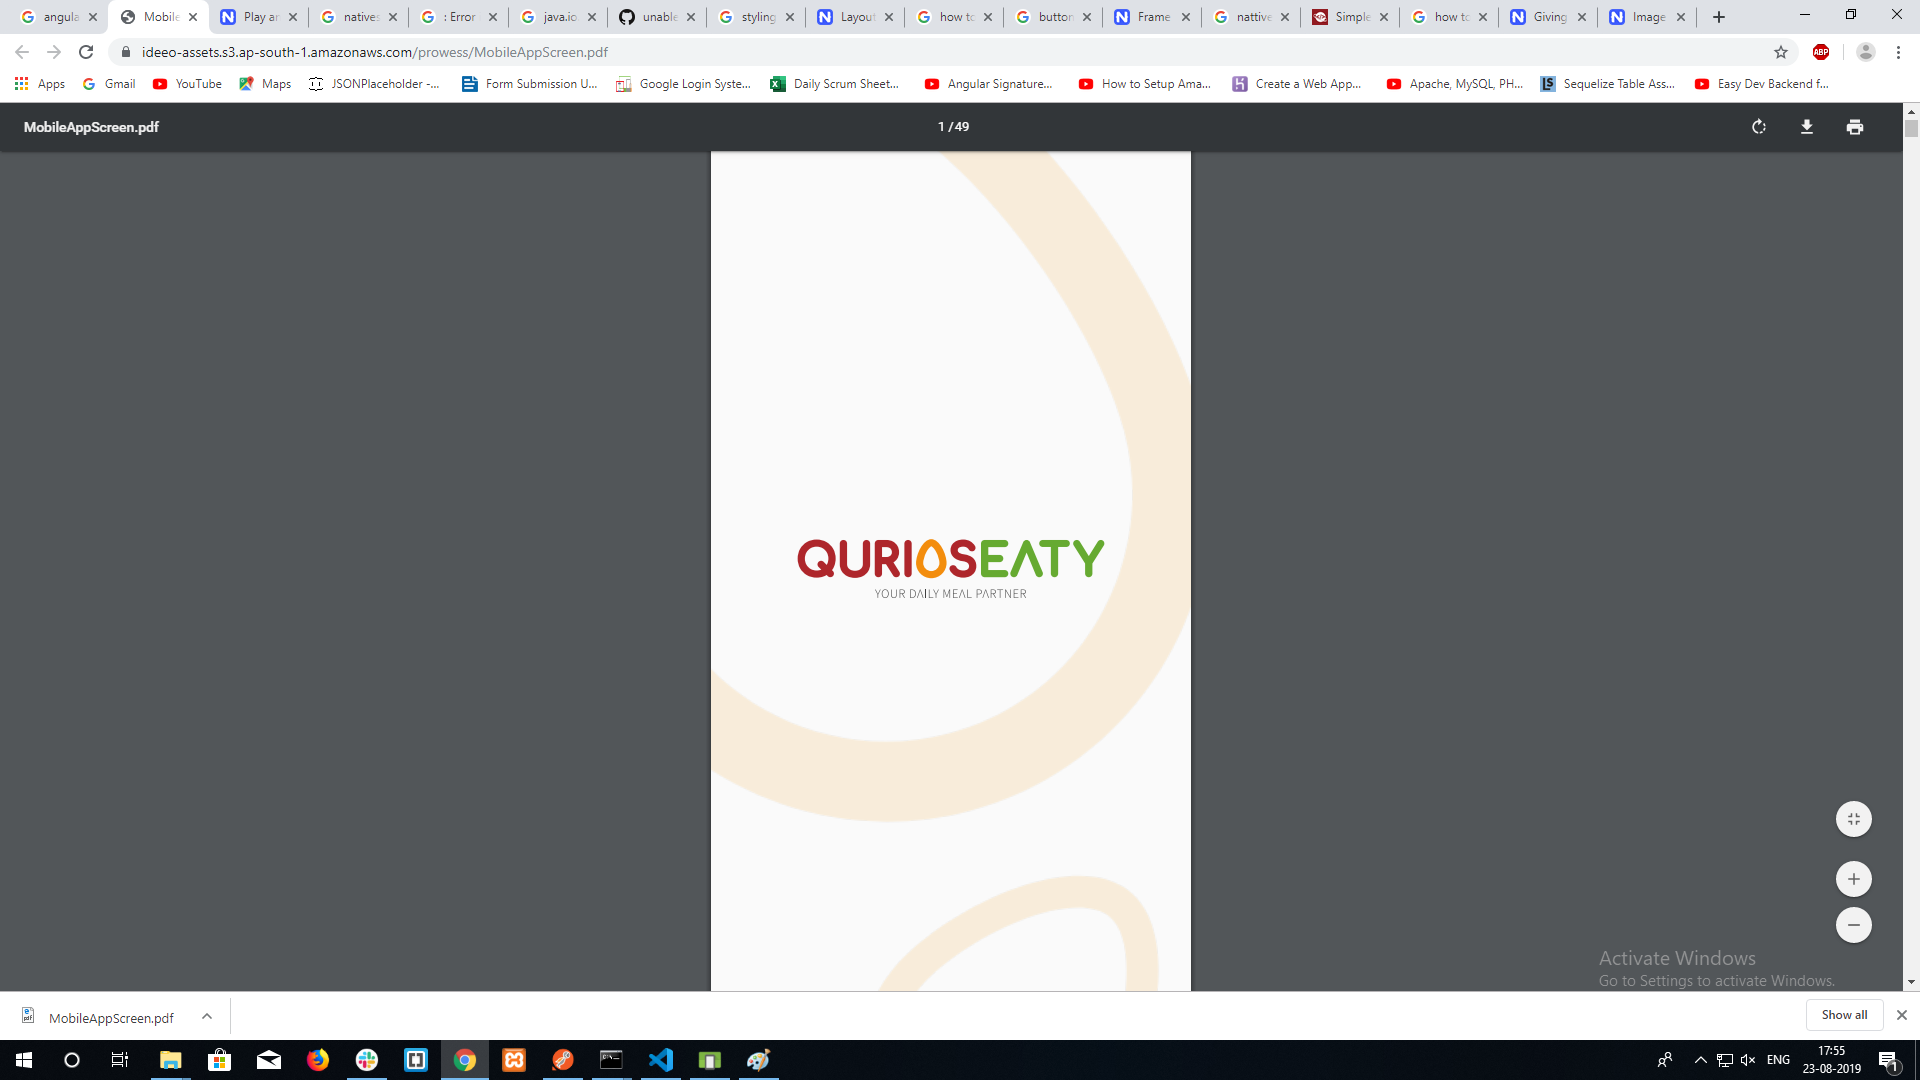 angula
Mobile
Play ar
natives
: Error
java.io
unable
styling
Layout
how to
button
Frame
nattive
Simple
how to
Giving
Image
ideeo-assets.s3.ap-south-1.amazonaws.com/prowess/MobileAppScreen.pdf
ABP
Apps
Gmail
YouTube
Maps
JSONPlaceholder -...
Form Submission U...
Google Login Syste...
Daily Scrum Sheet...
Angular Signature...
How to Setup Ama...
Create a Web App...
Apache, MySQL, PH...
Sequelize Table Ass...
Easy Dev Backend f...
MobileAppScreen.pdf
1 / 49
QURIOSEATY
YOUR DAILY MEAL PARTNER
Activate Windows
Go to Settings to activate Windows.
MobileAppScreen.pdf
Show all
ENG
17:55
23-08-2019
1